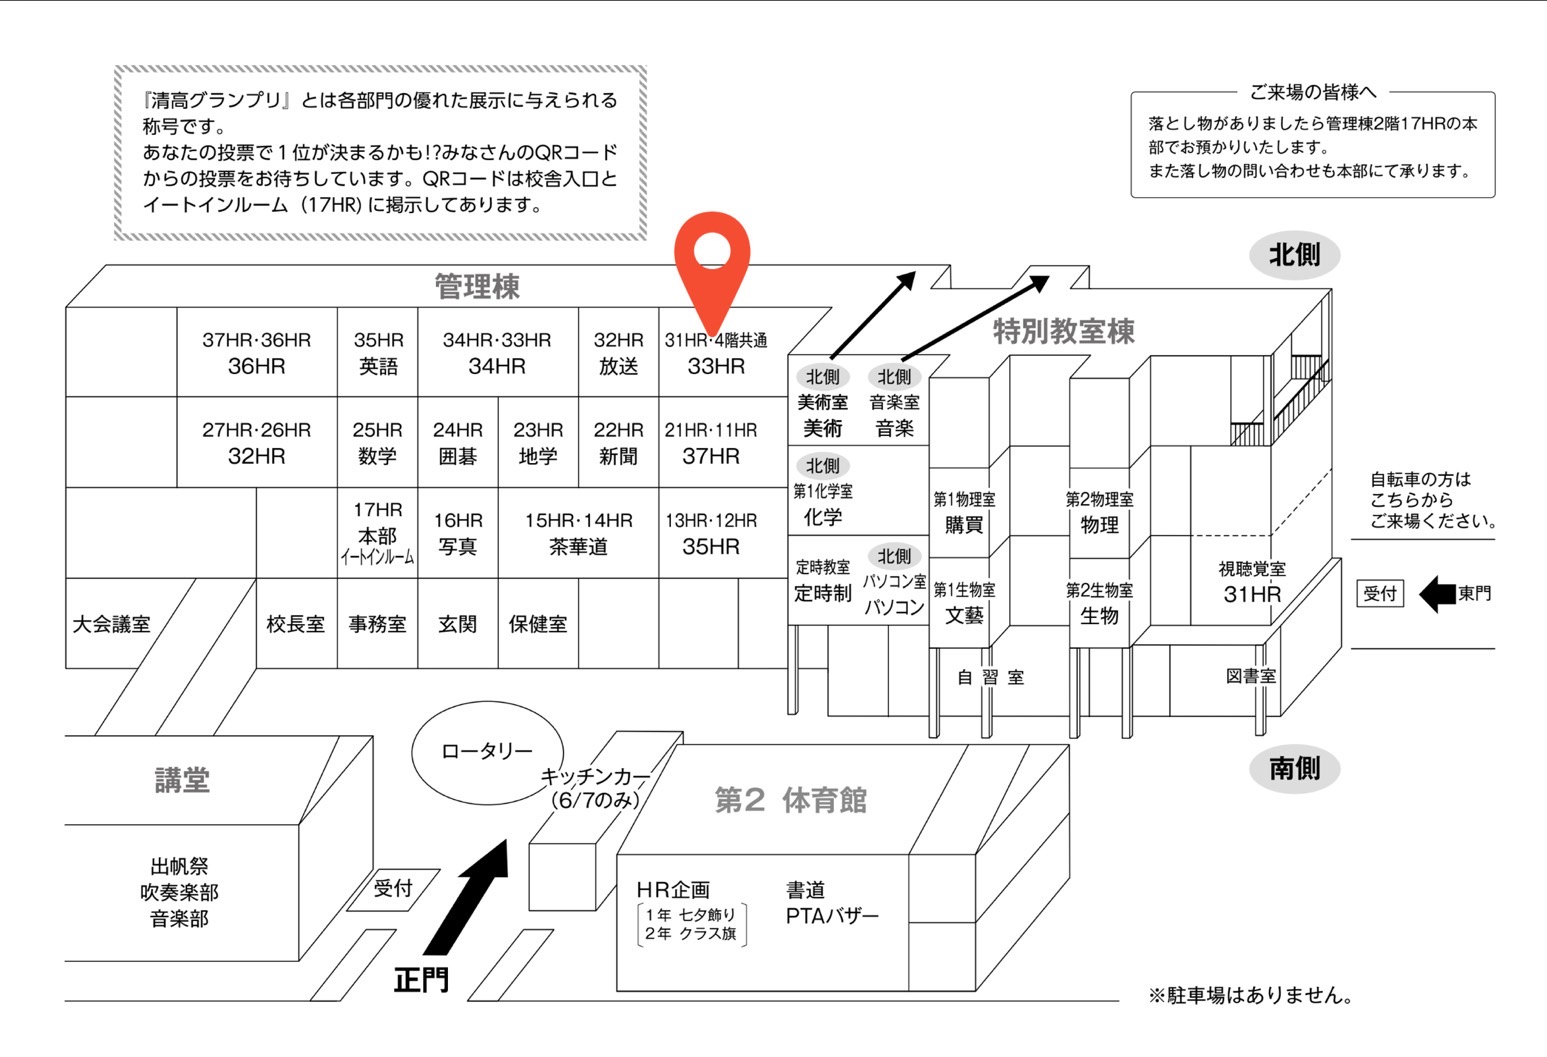 『清高グランプリ』とは各部門の優れた展示に与えられる
称号です。
あなたの投票で１位が決まるかも!?みなさんのQRコード
からの投票をお待ちしています。QRコードは校舎入口と
イートインルーム（17HR) に掲示してあります。
ご来場の皆様へ
落とし物がありましたら管理棟2階17HRの本
部でお預かりいたします。
また落し物の問い合わせも本部にて承ります。
北側
管理棟
特別教室棟
37HR･36HR
36HR
35HR
英語
34HR･33HR
34HR
32HR
放送
31HR･4階共通
33HR
27HR･26HR
32HR
25HR
数学
24HR
囲碁
23HR
地学
22HR
新聞
21HR･11HR
37HR
17HR
本部
イートインルーム
16HR
写真
15HR･14HR
茶華道
13HR･12HR
35HR
大会議室
校長室
事務室
玄関
保健室
北側
美術室
美術
北側
音楽室
音楽
北側
第1化学室
化学
定時教室
定時制
北側
パソコン室
パソコン
第1物理室
購買
第2物理室
物理
第1生物室
文藝
第2生物室
生物
視聴覚室
31HR
自習室
図書室
自転車の方は
こちらから
ご来場ください。
受付
東門
南側
講堂
出帆祭
吹奏楽部
音楽部
ロータリー
キッチンカー
(6/7のみ)
受付
正門
第2 体育館
HR企画
1年 七夕飾り
2年 クラス旗
書道
PTAバザー
※駐車場はありません。